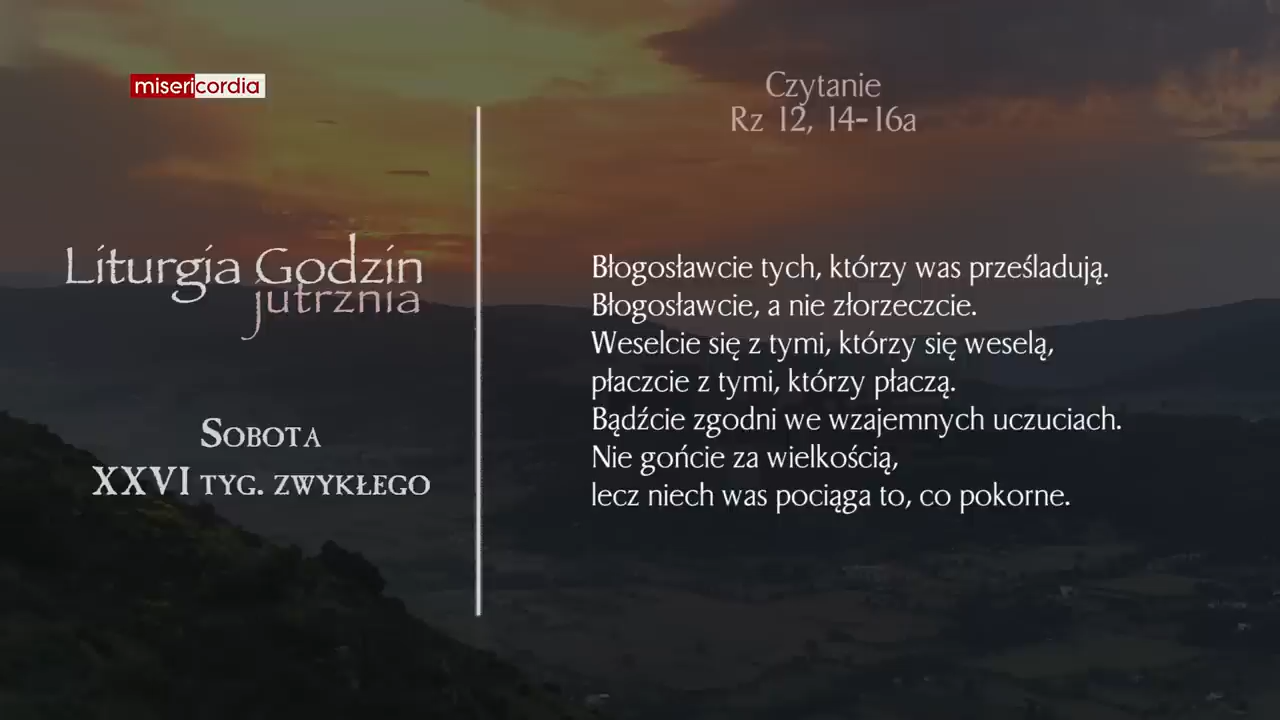 misericordia
Liturgia Godzin
jutrznia
Sobota
XXVI tyg. zwykłego
Czytanie
Rz 12, 14-16a
Błogosławcie tych, którzy was prześladują.
Błogosławcie, a nie złorzeczcie.
Weselcie się z tymi, którzy się weselą,
płaczcie z tymi, którzy płaczą.
Bądźcie zgodni we wzajemnych uczuciach.
Nie gońcie za wielkością,
lecz niech was pociąga to, co pokorne.